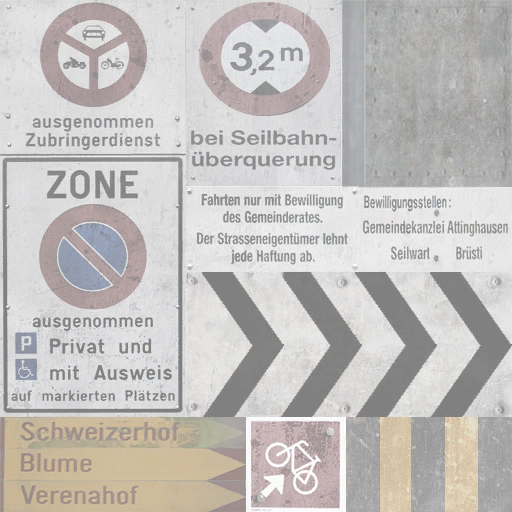 ausgenommen
Zubringerdienst
3,2 m
bei Seilbahn-
überquerung
ZONE
ausgenommen
P Privat und
mit Ausweis
auf markierten Plätzen
Fahrten nur mit Bewilligung
des Gemeinderates.
Der Strasseneigentümer lehnt
jede Haftung ab.
Bewilligungsstellen:
Gemeindekanzlei Attinghausen
Seilwart Brüsti
Schweizerhof
Blume
Verenahof